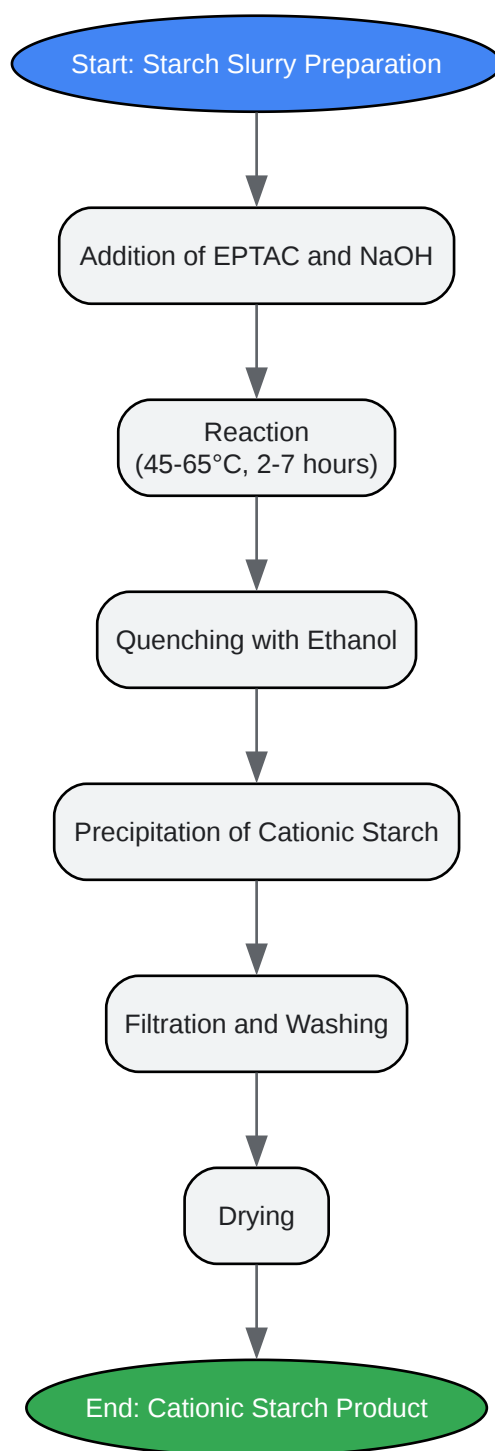 Start: Starch Slurry Preparation
Addition of EPTAC and NaOH
Reaction
(45-65°C, 2-7 hours)
Quenching with Ethanol
Precipitation of Cationic Starch
Filtration and Washing
Drying
End: Cationic Starch Product